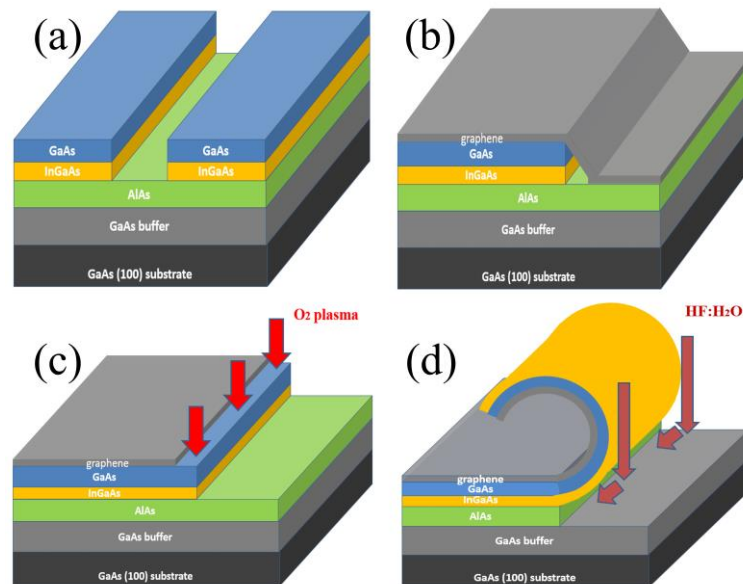 (a)
GaAs
GaAs
InGaAs
InGaAs
AlAs
GaAs buffer
GaAs (100) substrate
(b)
graphene
GaAs
InGaAs
AlAs
GaAs buffer
GaAs (100) substrate
(c)
O₂ plasma
graphene
GaAs
InGaAs
AlAs
GaAs buffer
GaAs (100) substrate
(d)
HF:H₂O
graphene
GaAs
InGaAs
AlAs
GaAs buffer
GaAs (100) substrate